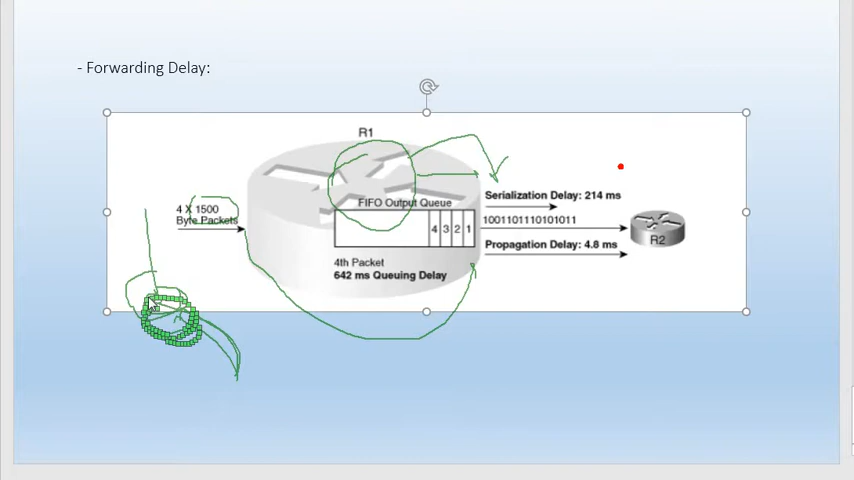 - Forwarding Delay:
R1
4 X 1500
Byte Packets
FIFO Output Queue
4 3 2 1
4th Packet
642 ms Queuing Delay
Serialization Delay: 214 ms
1001101110101011
Propagation Delay: 4.8 ms
R2